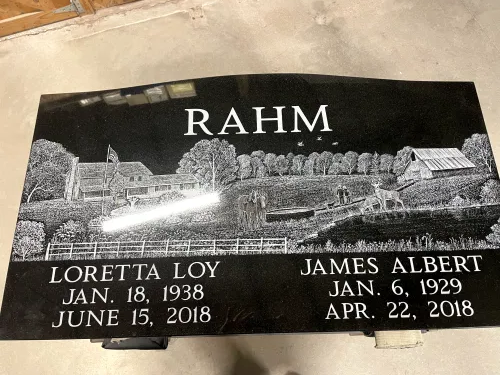 RAHM
LORETTA LOY
JAN. 18, 1938
JUNE 15, 2018
JAMES ALBERT
JAN. 6, 1929
APR. 22, 2018